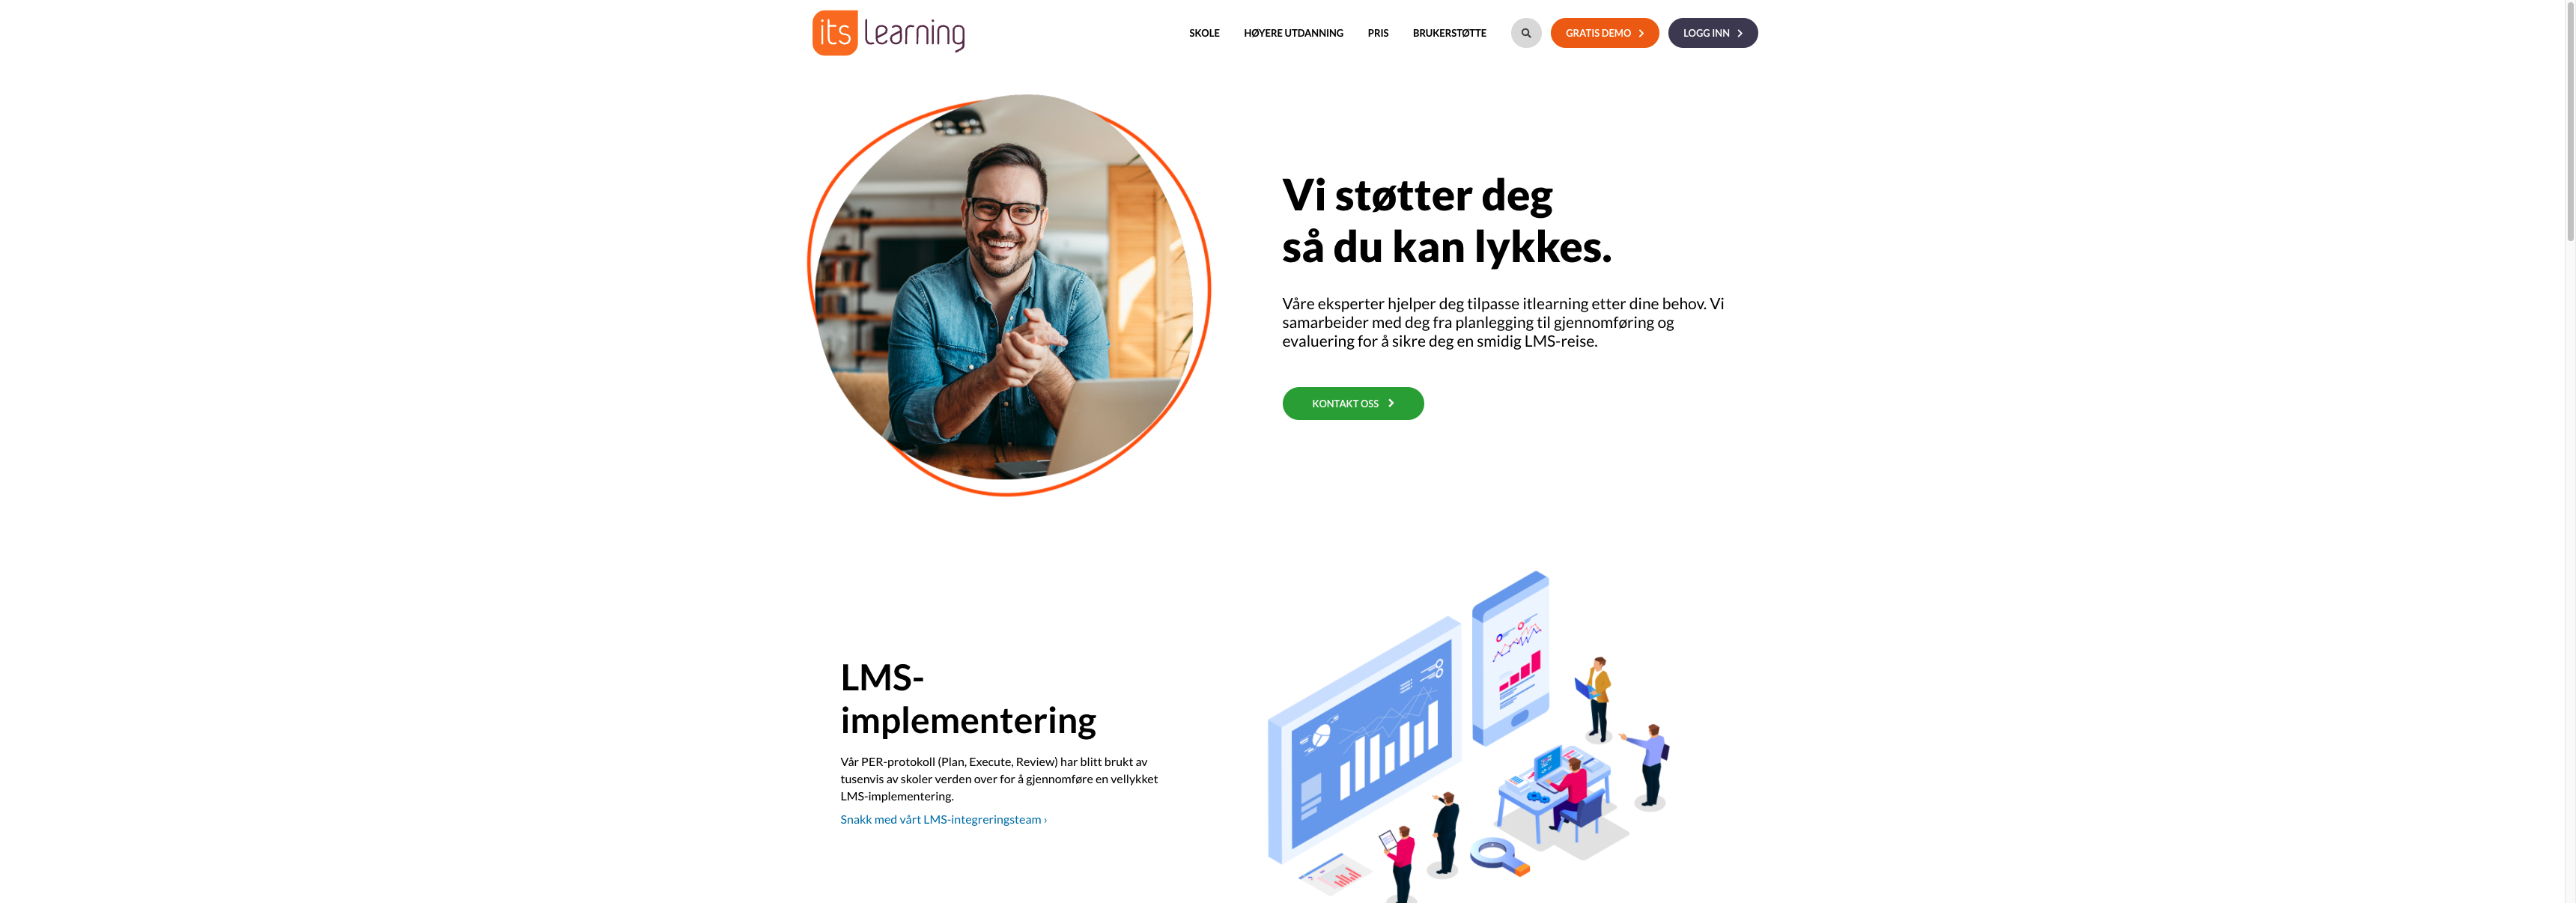 its learning
SKOLE
HØYERE UTDANNING
PRIS
BRUKERSTØTTE
GRATIS DEMO
LOGG INN
Vi støtter deg
så du kan lykkes.
Våre eksperter hjelper deg tilpasse itlearning etter dine behov. Vi
samarbeider med deg fra planlegging til gjennomføring og
evaluering for å sikre deg en smidig LMS-reise.
KONTAKT OSS
LMS-
implementering
Vår PER-protokoll (Plan, Execute, Review) har blitt brukt av
tusenvis av skoler verden over for å gjennomføre en vellykket
LMS-implementering.
Snakk med vårt LMS-integreringsteam ›